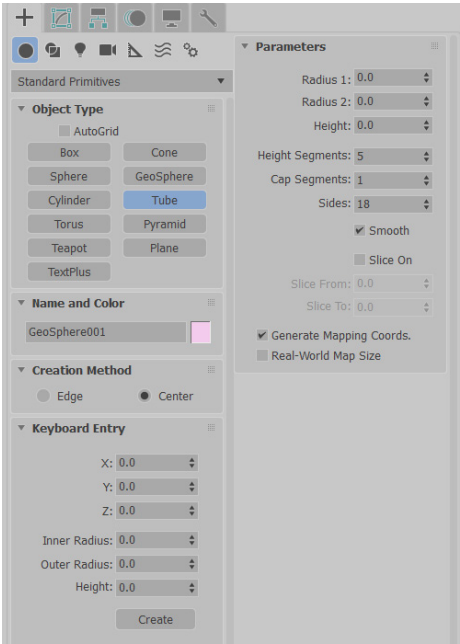 Standard Primitives
Object Type
AutoGrid
Box Cone
Sphere GeoSphere
Cylinder Tube
Torus Pyramid
Teapot Plane
TextPlus
Name and Color
GeoSphere001
Creation Method
Edge Center
Keyboard Entry
X: 0.0
Y: 0.0
Z: 0.0
Inner Radius: 0.0
Outer Radius: 0.0
Height: 0.0
Create
Parameters
Radius 1: 0.0
Radius 2: 0.0
Height: 0.0
Height Segments: 5
Cap Segments: 1
Sides: 18
Smooth
Slice On
Slice From: 0.0
Slice To: 0.0
Generate Mapping Coords.
Real-World Map Size